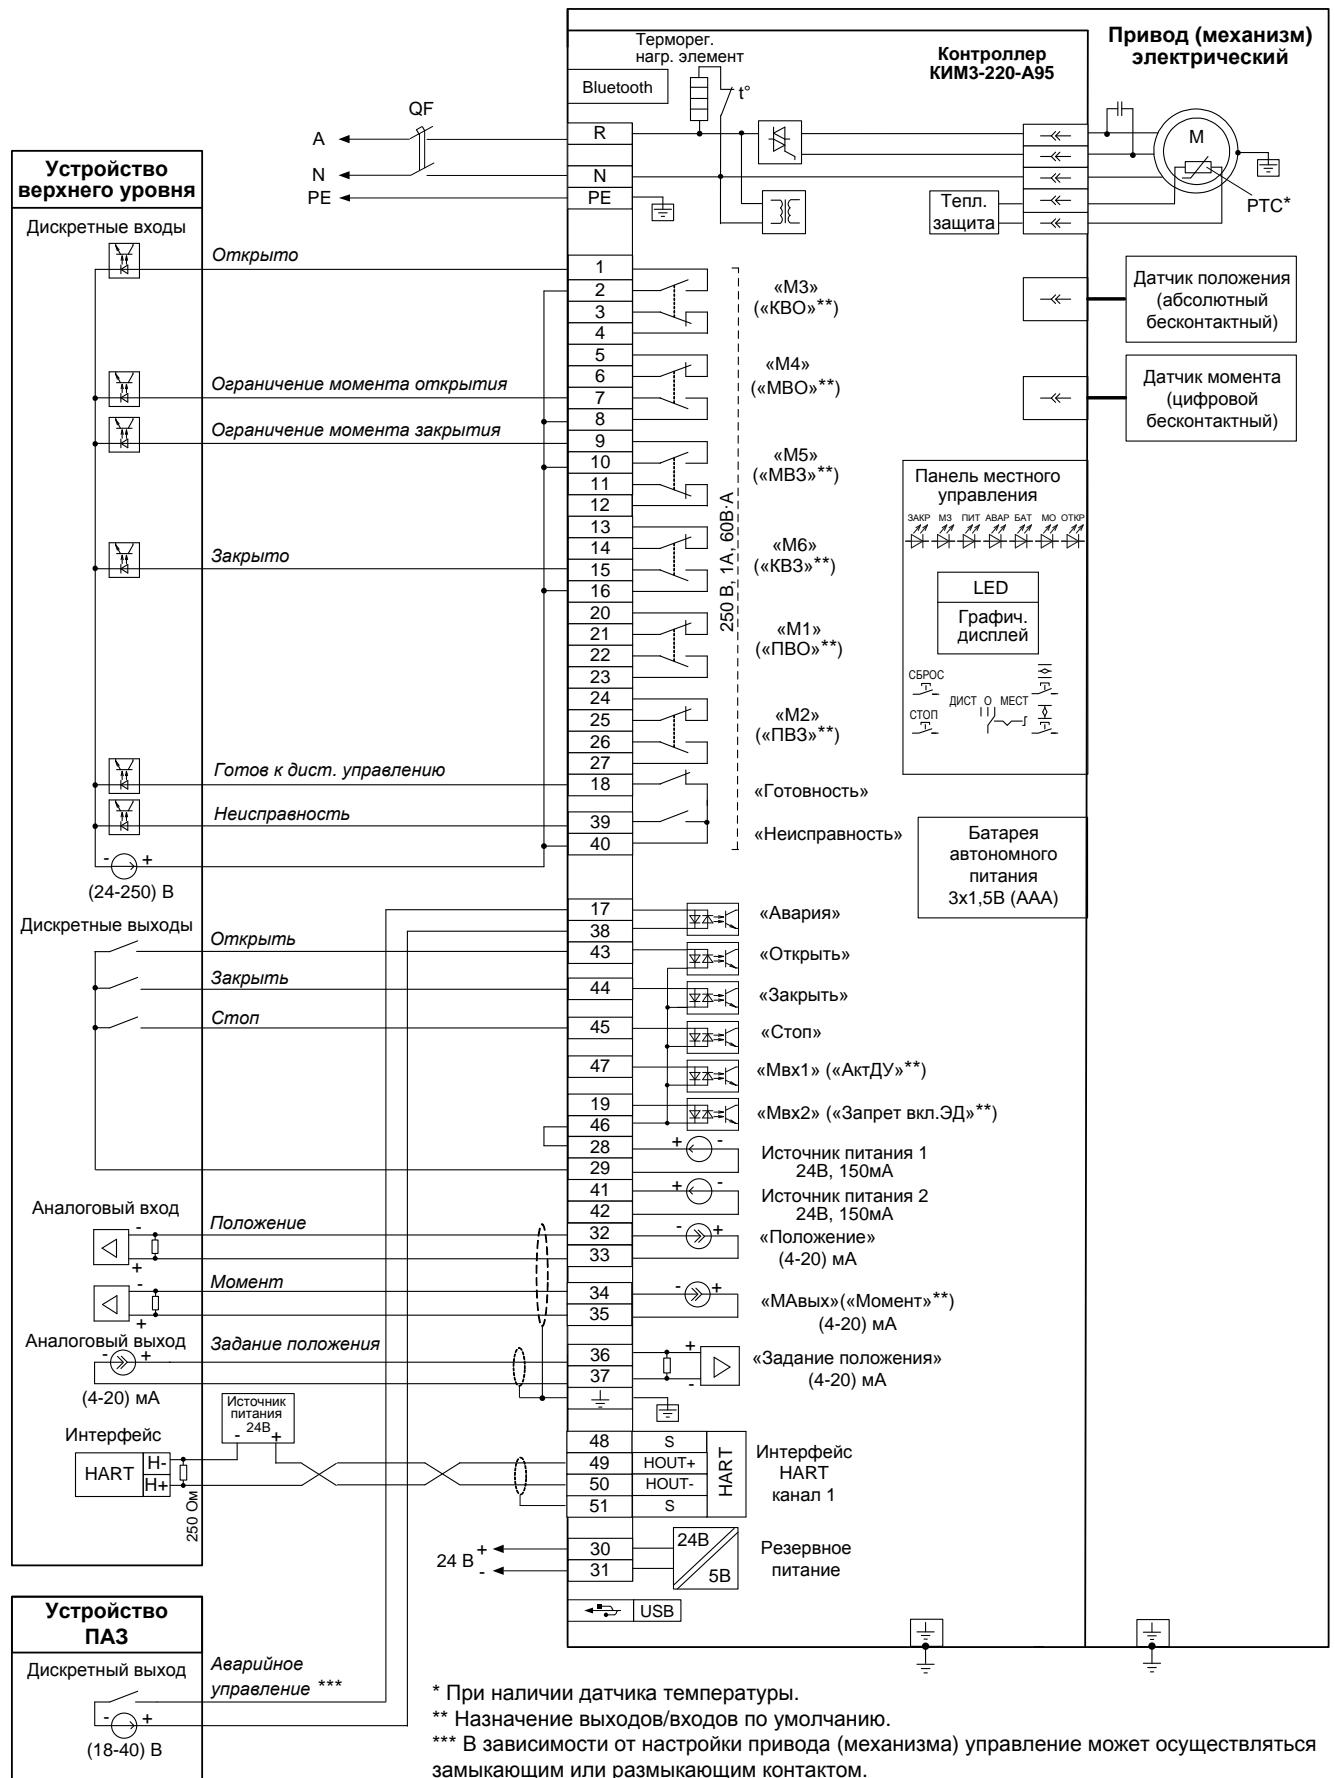 Привод (механизм)
электрический
Контроллер
КИМ3-220-А95
Терморег.
нагр. элемент
t°
Bluetooth
QF
A
N
PE
R
N
PE
M
Тепл.
защита
PTC*
Устройство
верхнего уровня
Дискретные входы
Открыто
Ограничение момента открытия
Ограничение момента закрытия
Закрыто
Готов к дист. управлению
Неисправность
- +
(24-250) В
1
2
3
4
5
6
7
8
9
10
11
12
13
14
15
16
20
21
22
23
24
25
26
27
18
39
40
«М3»
(«КВО»**)
«М4»
(«МВО»**)
«М5»
(«МВЗ»**)
«М6»
(«КВЗ»**)
«М1»
(«ПВО»**)
«М2»
(«ПВЗ»**)
«Готовность»
«Неисправность»
250 В, 1А, 60В·А
Датчик положения
(абсолютный
бесконтактный)
Датчик момента
(цифровой
бесконтактный)
Панель местного
управления
ЗАКР МЗ ПИТ АВАР БАТ МО ОТКР
LED
Графич.
дисплей
СБРОС
СТОП
ДИСТ О МЕСТ
Батарея
автономного
питания
3х1,5В (ААА)
Дискретные выходы
Открыть
Закрыть
Стоп
17
38
43
44
45
47
19
46
28
29
41
42
32
33
34
35
36
37
«Авария»
«Открыть»
«Закрыть»
«Стоп»
«Мвх1» («АктДУ»**)
«Мвх2» («Запрет вкл.ЭД»**)
+ -
Источник питания 1
24В, 150мА
+ -
Источник питания 2
24В, 150мА
- +
«Положение»
(4-20) мА
- +
«МАвых»(«Момент»**)
(4-20) мА
+
-
«Задание положения»
(4-20) мА
Аналоговый вход
-
+
Положение
-
+
Момент
Аналоговый выход
- +
Задание положения
(4-20) мА
Источник
питания
24В
- +
Интерфейс
HART
H-
H+
250 Ом
48 S
49 HOUT+
50 HOUT-
51 S
HART
Интерфейс
HART
канал 1
24 В
+
-
30
31
24В
5В
Резервное
питание
USB
Устройство
ПАЗ
Дискретный выход
- +
(18-40) В
Аварийное
управление ***
* При наличии датчика температуры.
** Назначение выходов/входов по умолчанию.
*** В зависимости от настройки привода (механизма) управление может осуществляться
замыкающим или размыкающим контактом.